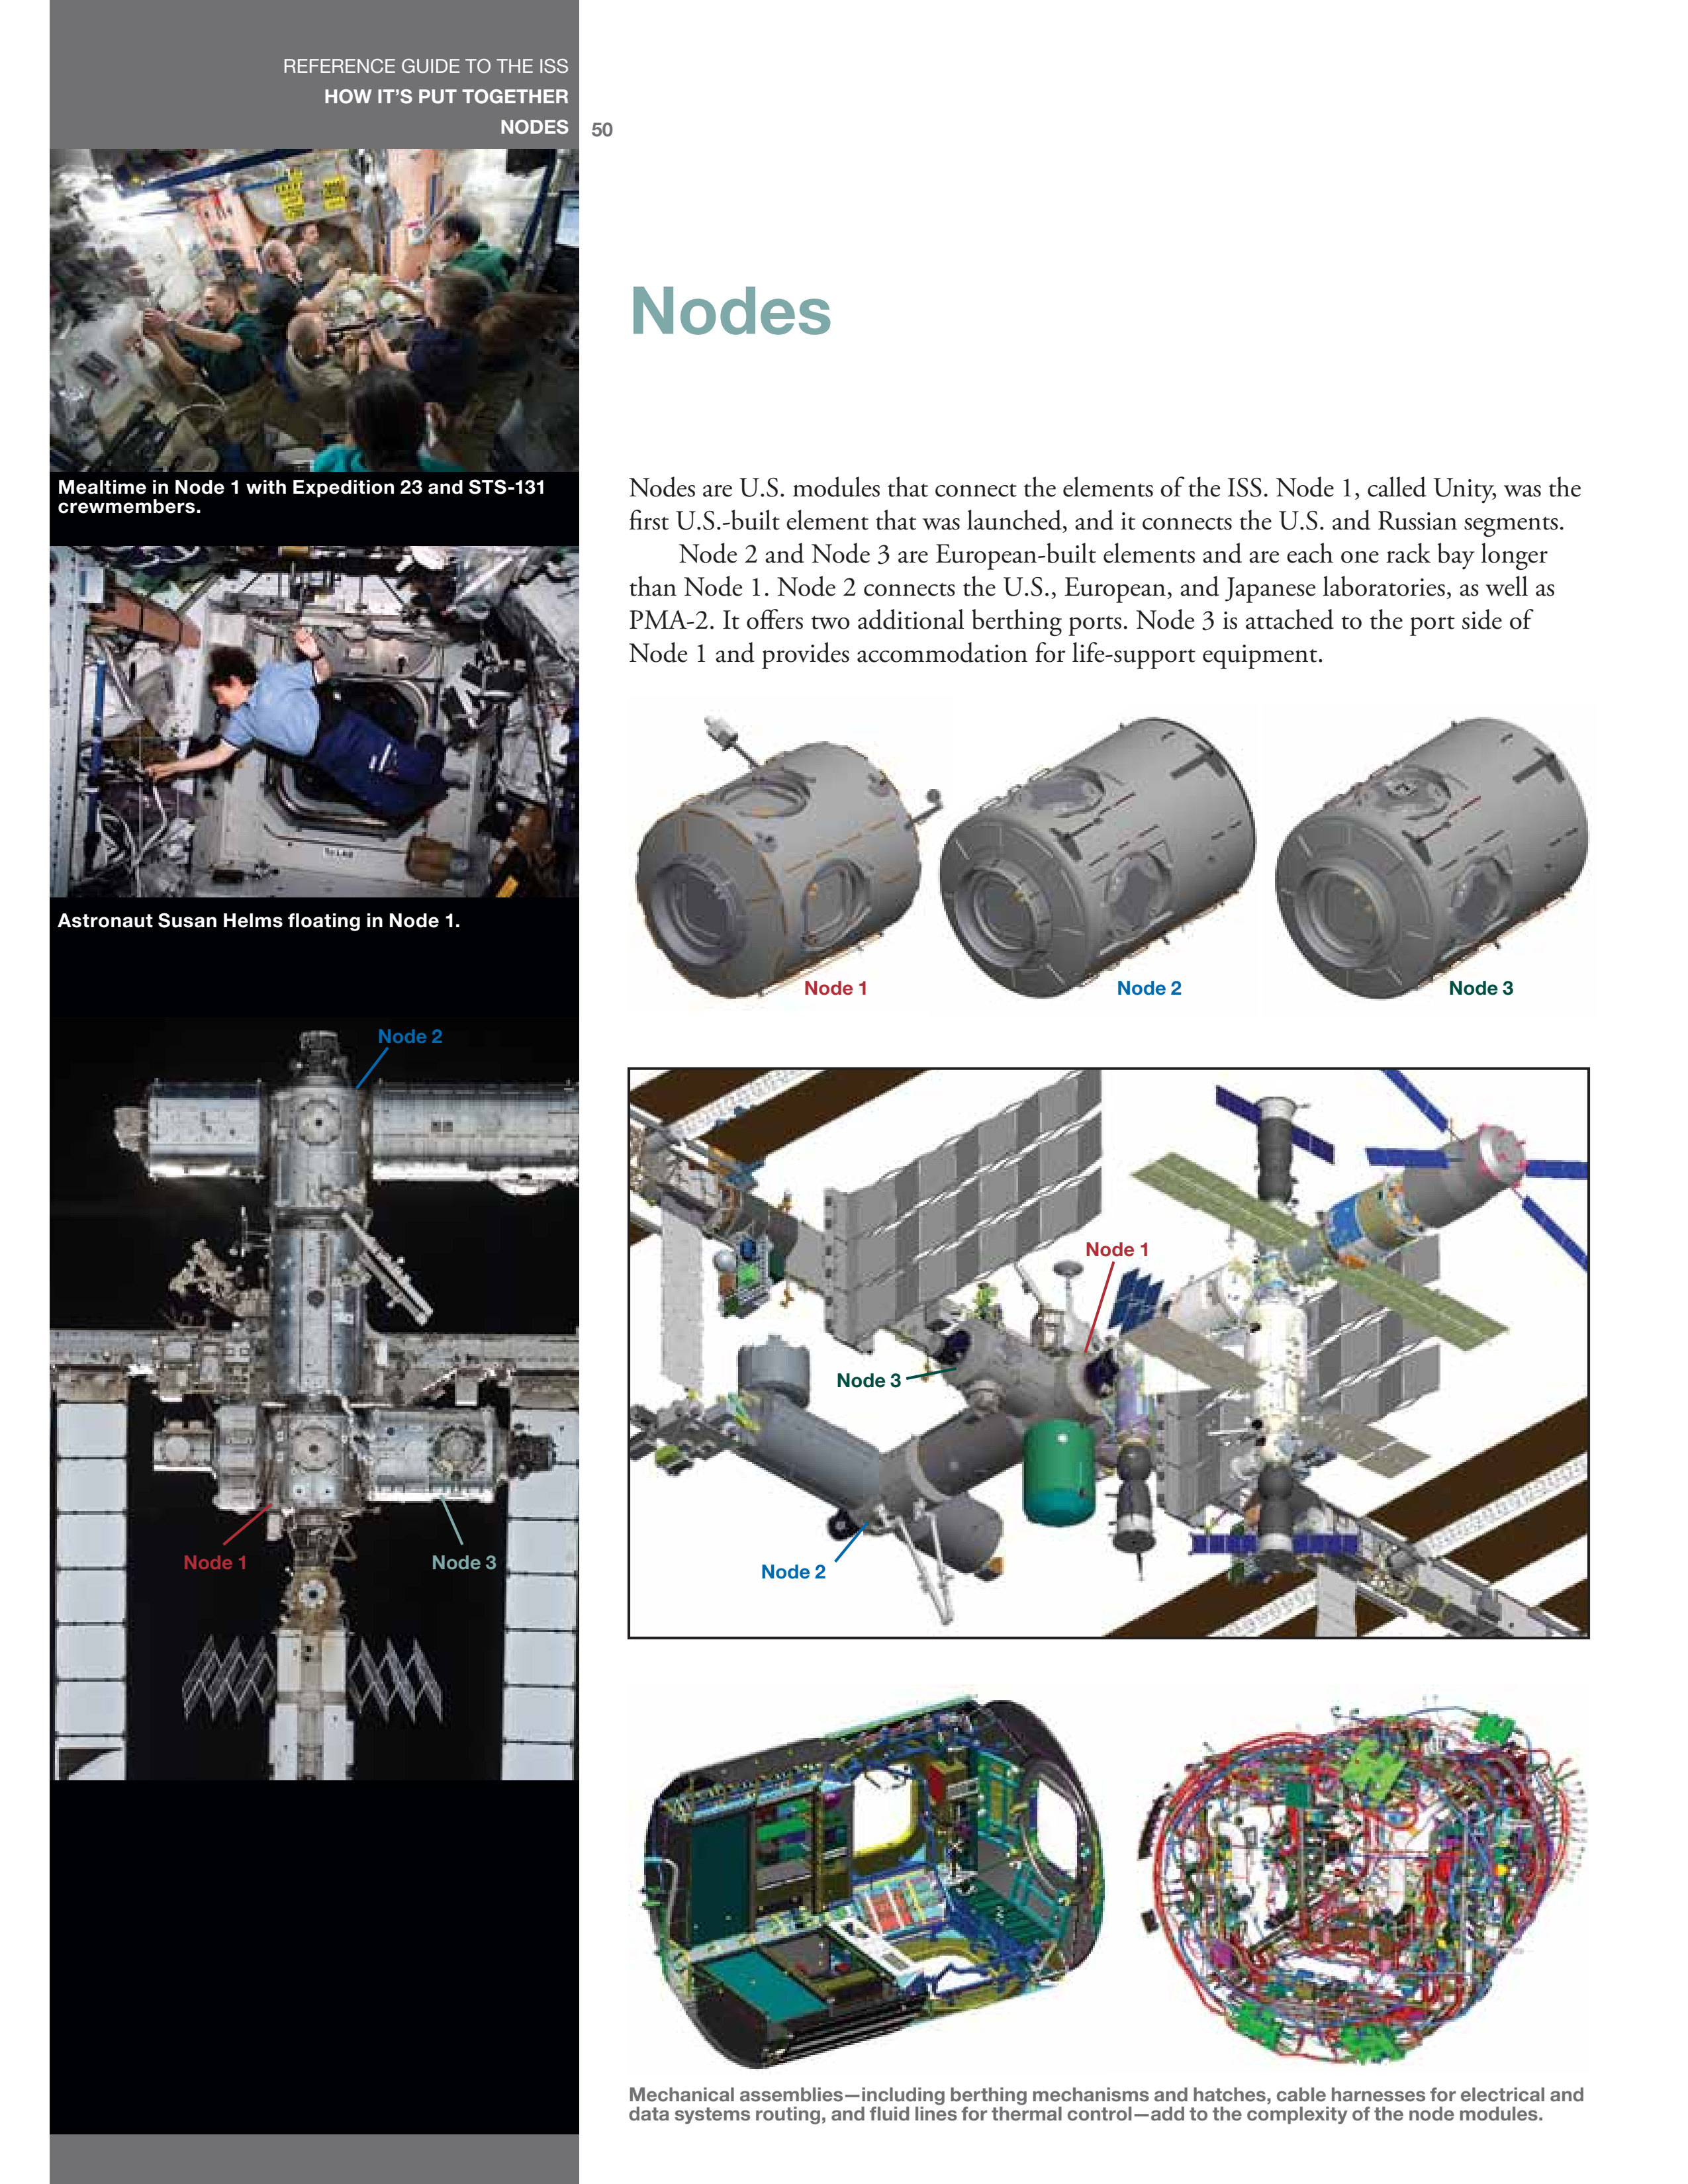 REFERENCE GUIDE TO THE ISS
HOW IT’S PUT TOGETHER
NODES
50
Mealtime in Node 1 with Expedition 23 and STS-131
crewmembers.
To LAB
Astronaut Susan Helms floating in Node 1.
Node 2
Node 1
Node 3
Nodes
Nodes are U.S. modules that connect the elements of the ISS. Node 1, called Unity, was the
first U.S.-built element that was launched, and it connects the U.S. and Russian segments.
Node 2 and Node 3 are European-built elements and are each one rack bay longer
than Node 1. Node 2 connects the U.S., European, and Japanese laboratories, as well as
PMA-2. It offers two additional berthing ports. Node 3 is attached to the port side of
Node 1 and provides accommodation for life-support equipment.
Node 1
Node 2
Node 3
Node 1
Node 3
Node 2
Mechanical assemblies—including berthing mechanisms and hatches, cable harnesses for electrical and
data systems routing, and fluid lines for thermal control—add to the complexity of the node modules.